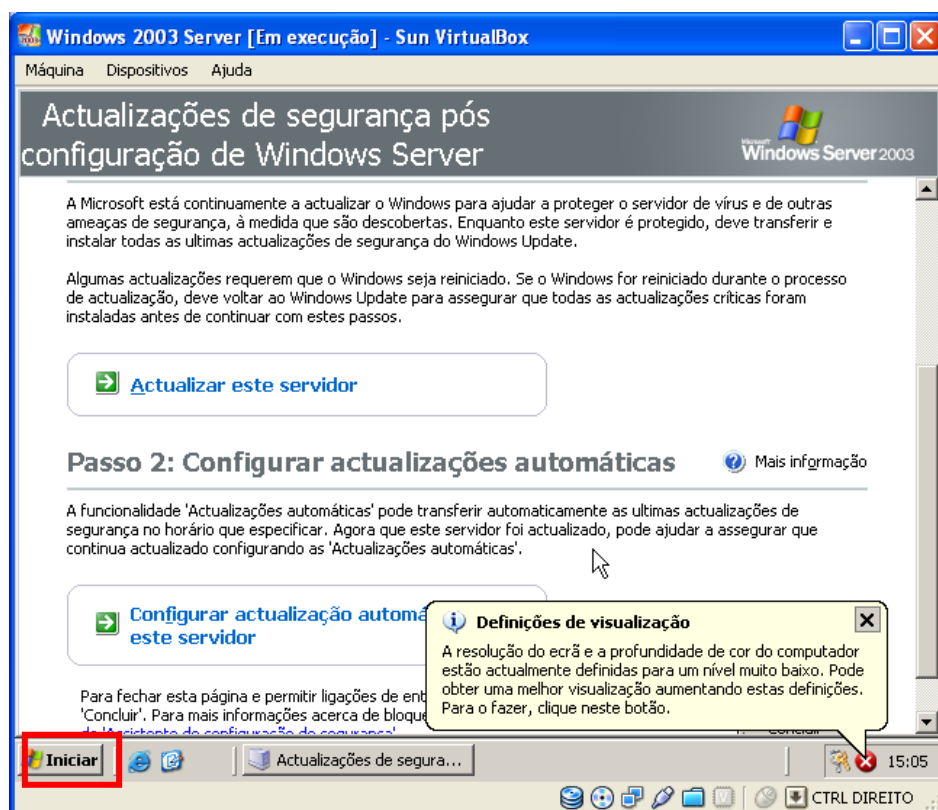 Windows 2003 Server [Em execução] - Sun VirtualBox
Máquina Dispositivos Ajuda
Actualizações de segurança pós
configuração de Windows Server
Microsoft
Windows Server 2003
A Microsoft está continuamente a actualizar o Windows para ajudar a proteger o servidor de vírus e de outras
ameaças de segurança, à medida que são descobertas. Enquanto este servidor é protegido, deve transferir e
instalar todas as ultimas actualizações de segurança do Windows Update.
Algumas actualizações requerem que o Windows seja reiniciado. Se o Windows for reiniciado durante o processo
de actualização, deve voltar ao Windows Update para assegurar que todas as actualizações críticas foram
instaladas antes de continuar com estes passos.
Actualizar este servidor
Passo 2: Configurar actualizações automáticas
Mais informação
A funcionalidade 'Actualizações automáticas' pode transferir automaticamente as ultimas actualizações de
segurança no horário que especificar. Agora que este servidor foi actualizado, pode ajudar a assegurar que
continua actualizado configurando as 'Actualizações automáticas'.
Configurar actualização automá
este servidor
Definições de visualização
A resolução do ecrã e a profundidade de cor do computador
estão actualmente definidas para um nível muito baixo. Pode
obter uma melhor visualização aumentando estas definições.
Para o fazer, clique neste botão.
Para fechar esta página e permitir ligações de ent
'Concluir'. Para mais informações acerca de bloque
do 'Assistente de configuração de segurança'.
Concluir
Iniciar
Actualizações de segura...
15:05
CTRL DIREITO